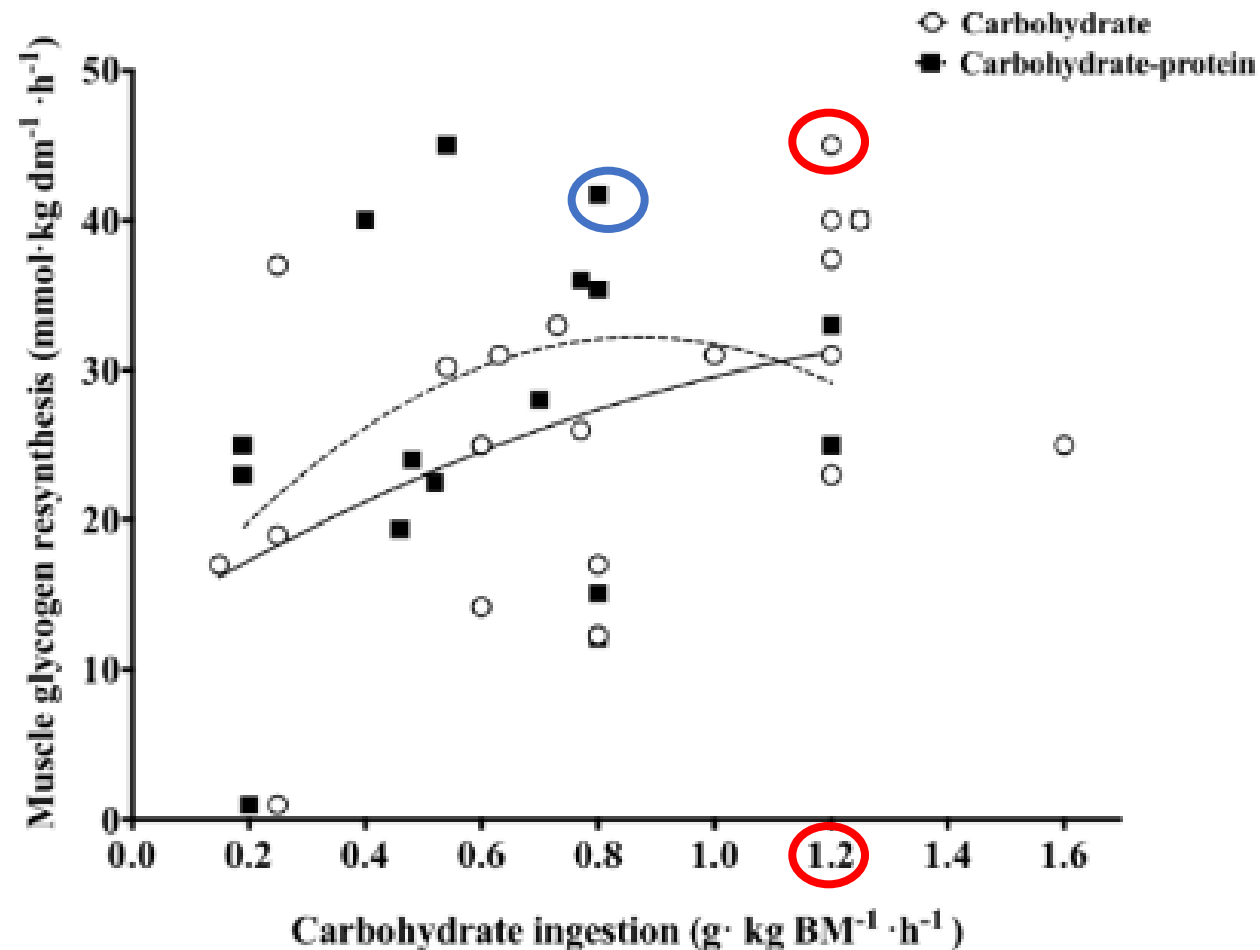 Carbohydrate
Carbohydrate-protein
Muscle glycogen resynthesis (mmol·kg dm⁻¹ ·h⁻¹)
50
40
30
20
10
0
0.0 0.2 0.4 0.6 0.8 1.0 1.2 1.4 1.6
Carbohydrate ingestion (g· kg BM⁻¹ ·h⁻¹)